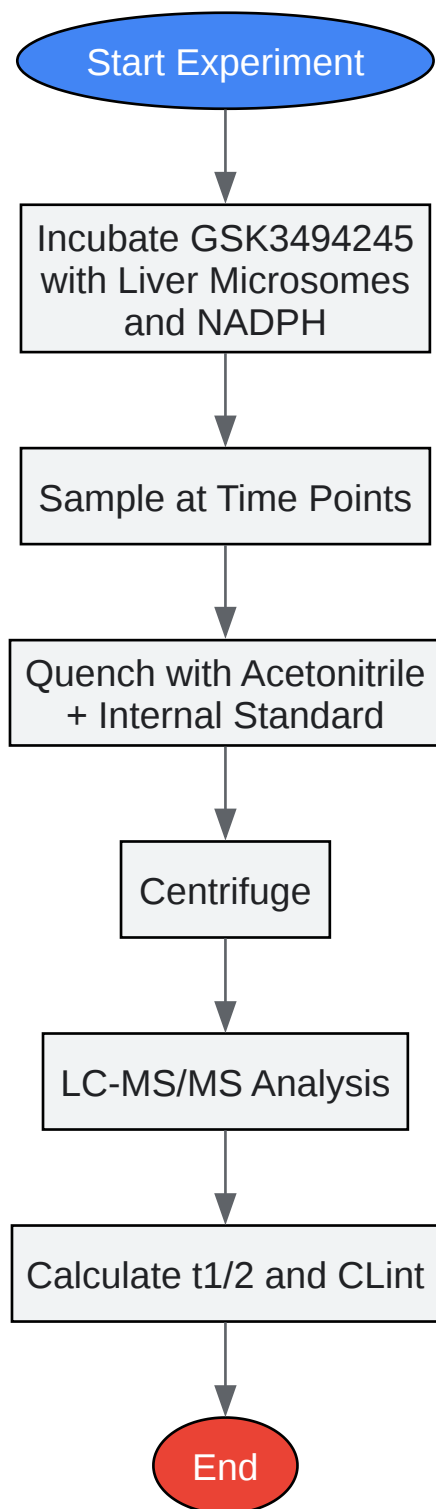 Start Experiment
Incubate GSK3494245
with Liver Microsomes
and NADPH
Sample at Time Points
Quench with Acetonitrile
+ Internal Standard
Centrifuge
LC-MS/MS Analysis
Calculate t1/2 and CLint
End